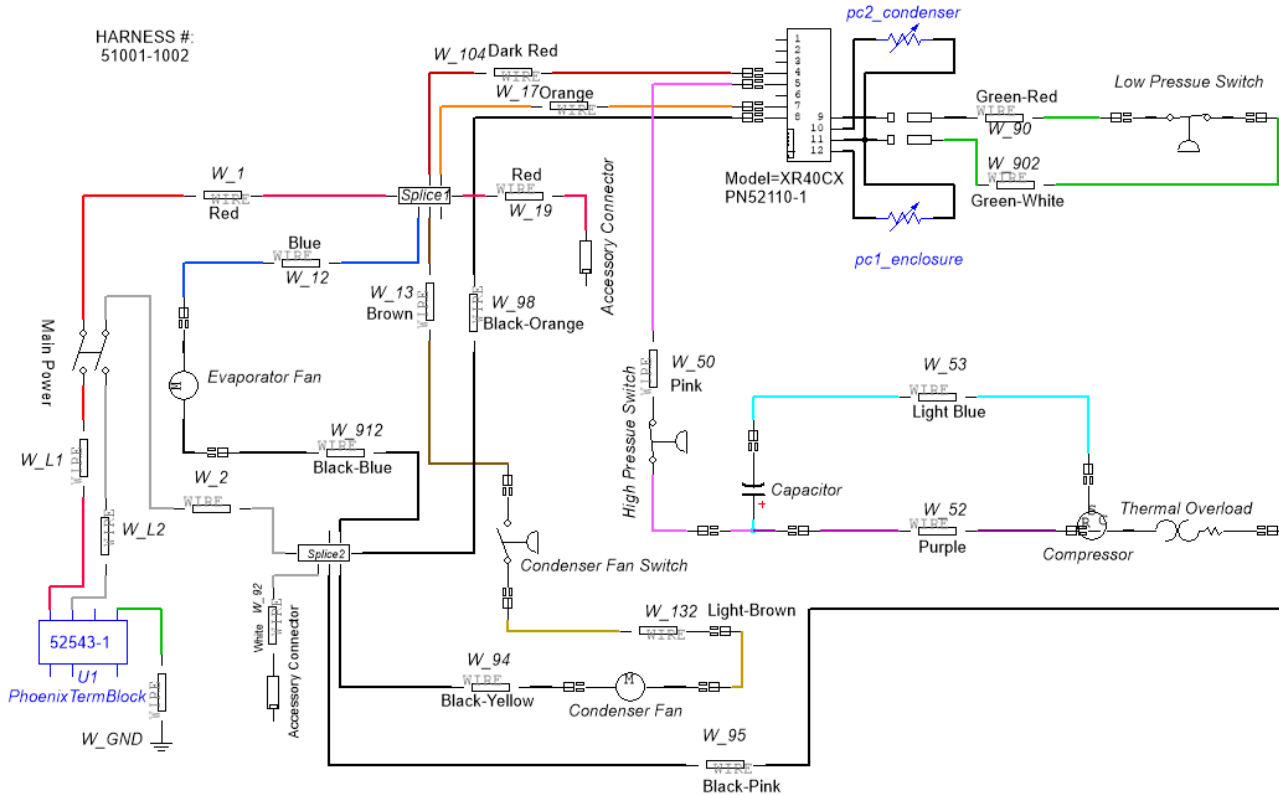 pc2_condenser
HARNESS #:
51001-1002
W_104 Dark Red
WIRE
W_17 Orange
WIRE
1
2
3
4
5
6
7
8
9
10
11
12
Model=XR40CX
PN52110-1
Green-Red
WIRE
W_90
W_902
WIRE
Green-White
Low Pressue Switch
pc1_enclosure
W_1
WIRE
Red
Splice1
Red
WIRE
W_19
Accessory Connector
Blue
WIRE
W_12
W_13
Brown
WIRE
W_98
Black-Orange
WIRE
Main Power
Evaporator Fan
M
W_50
Pink
WIRE
High Pressue Switch
W_53
WIRE
Light Blue
W_L1
WIRE
W_912
WIRE
Black-Blue
W_2
WIRE
W_L2
WIRE
Capacitor
+
W_52
WIRE
Purple
S
R
C
Compressor
Thermal Overload
Splice2
Condenser Fan Switch
White W_92
WIRE
Accessory Connector
W_132
WIRE
Light-Brown
52543-1
U1
PhoenixTermBlock
WIRE
W_GND
W_94
WIRE
Black-Yellow
M
Condenser Fan
W_95
WIRE
Black-Pink